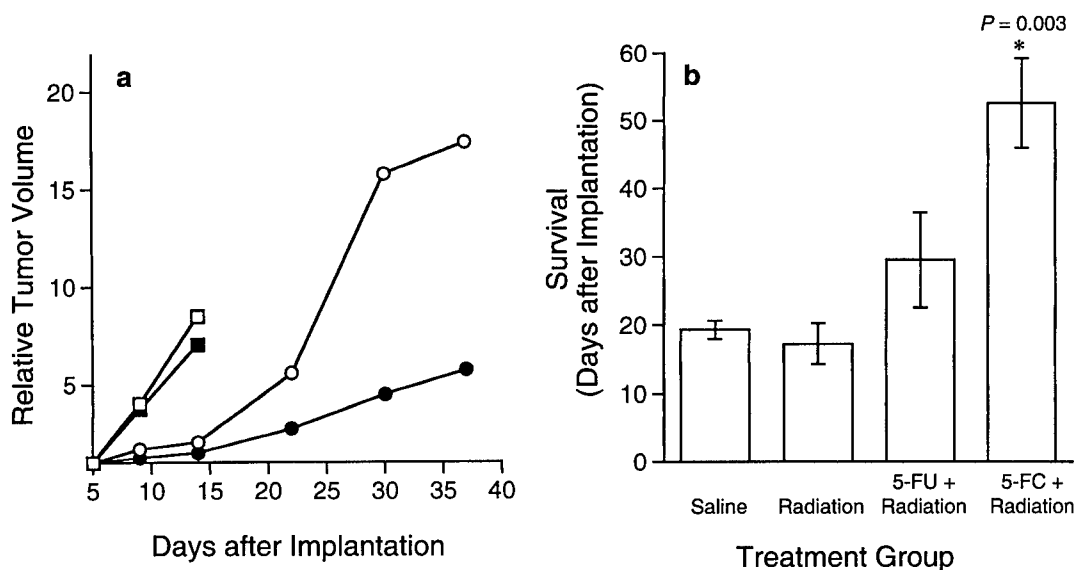 a
20
15
10
5
Relative Tumor Volume
5 10 15 20 25 30 35 40
Days after Implantation
P = 0.003
*
b
60
50
40
30
20
10
0
Survival
(Days after Implantation)
Saline
Radiation
5-FU +
Radiation
5-FC +
Radiation
Treatment Group